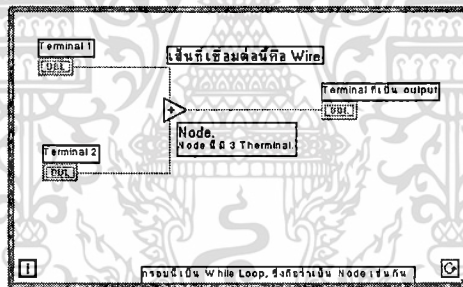 Terminal 1
DBL
เส้นที่เชื่อมต่อนี้คือ Wire
Terminal ที่เป็น output
DBL
Node.
Node นี้มี 3 Therminal.
Terminal 2
DBL
i
กรอบนี้เป็น While Loop, ซึ่งถือว่าเป็น Node เช่นกัน